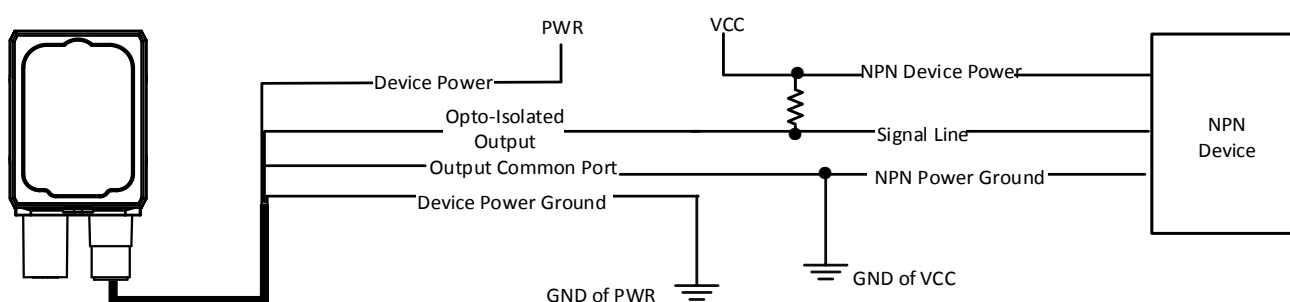 PWR
VCC
Device Power
NPN Device Power
Opto-Isolated
Output
Signal Line
NPN
Device
Output Common Port
NPN Power Ground
Device Power Ground
GND of VCC
GND of PWR